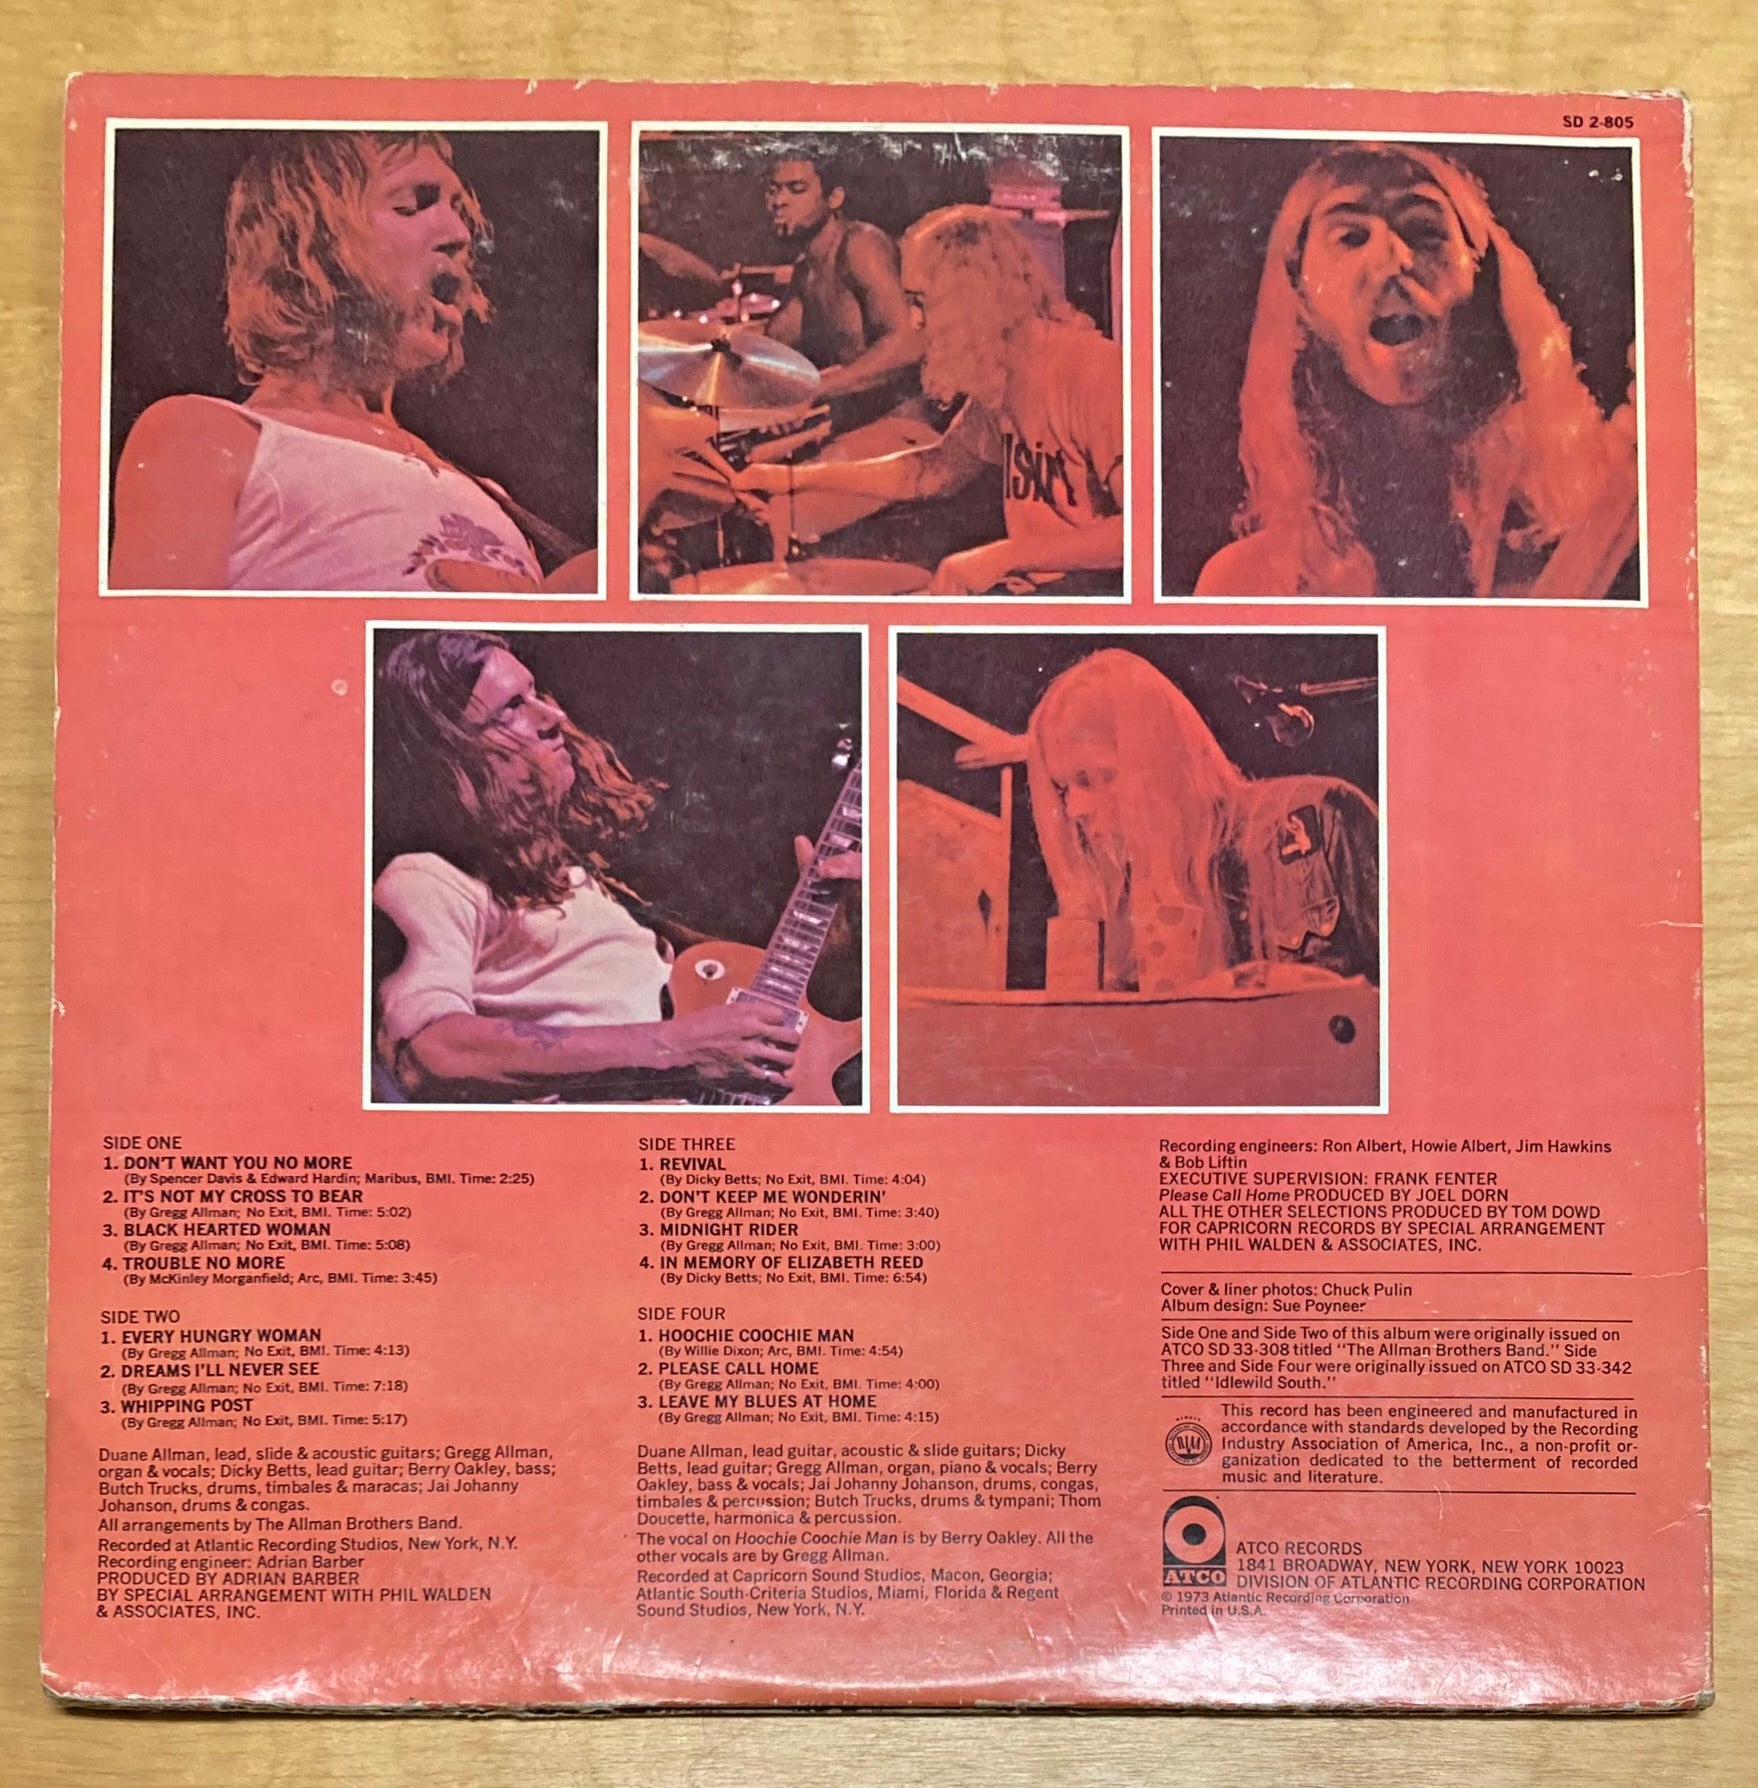 SD 2-805
SIDE ONE
1. DON'T WANT YOU NO MORE
(By Spencer Davis & Edward Hardin; Maribus, BMI. Time: 2:25)
2. IT'S NOT MY CROSS TO BEAR
(By Gregg Allman; No Exit, BMI. Time: 5:02)
3. BLACK HEARTED WOMAN
(By Gregg Allman; No Exit, BMI. Time: 5:08)
4. TROUBLE NO MORE
(By McKinley Morganfield; Arc, BMI. Time: 3:45)
SIDE TWO
1. EVERY HUNGRY WOMAN
(By Gregg Allman; No Exit, BMI. Time: 4:13)
2. DREAMS I'LL NEVER SEE
(By Gregg Allman; No Exit, BMI. Time: 7:18)
3. WHIPPING POST
(By Gregg Allman; No Exit, BMI. Time: 5:17)
Duane Allman, lead, slide & acoustic guitars; Gregg Allman,
organ & vocals; Dicky Betts, lead guitar; Berry Oakley, bass;
Butch Trucks, drums, timbales & maracas; Jai Johanny
Johanson, drums & congas.
All arrangements by The Allman Brothers Band.
Recorded at Atlantic Recording Studios, New York, N.Y.
Recording engineer: Adrian Barber
PRODUCED BY ADRIAN BARBER
BY SPECIAL ARRANGEMENT WITH PHIL WALDEN
& ASSOCIATES, INC.
SIDE THREE
1. REVIVAL
(By Dicky Betts; No Exit, BMI. Time: 4:04)
2. DON'T KEEP ME WONDERIN'
(By Gregg Allman; No Exit, BMI. Time: 3:40)
3. MIDNIGHT RIDER
(By Gregg Allman; No Exit, BMI. Time: 3:00)
4. IN MEMORY OF ELIZABETH REED
(By Dicky Betts; No Exit, BMI. Time: 6:54)
SIDE FOUR
1. HOOCHIE COOCHIE MAN
(By Willie Dixon; Arc, BMI. Time: 4:54)
2. PLEASE CALL HOME
(By Gregg Allman; No Exit, BMI. Time: 4:00)
3. LEAVE MY BLUES AT HOME
(By Gregg Allman; No Exit, BMI. Time: 4:15)
Duane Allman, lead guitar, acoustic & slide guitars; Dicky
Betts, lead guitar; Gregg Allman, organ, piano & vocals; Berry
Oakley, bass & vocals; Jai Johanny Johanson, drums, congas,
timbales & percussion; Butch Trucks, drums & tympani; Thom
Doucette, harmonica & percussion.
The vocal on Hoochie Coochie Man is by Berry Oakley. All the
other vocals are by Gregg Allman.
Recorded at Capricorn Sound Studios, Macon, Georgia;
Atlantic South-Criteria Studios, Miami, Florida & Regent
Sound Studios, New York, N.Y.
Recording engineers: Ron Albert, Howie Albert, Jim Hawkins
& Bob Liftin
EXECUTIVE SUPERVISION: FRANK FENTER
Please Call Home PRODUCED BY JOEL DORN
ALL THE OTHER SELECTIONS PRODUCED BY TOM DOWD
FOR CAPRICORN RECORDS BY SPECIAL ARRANGEMENT
WITH PHIL WALDEN & ASSOCIATES, INC.
Cover & liner photos: Chuck Pulin
Album design: Sue Poyneer
Side One and Side Two of this album were originally issued on
ATCO SD 33-308 titled "The Allman Brothers Band." Side
Three and Side Four were originally issued on ATCO SD 33-342
titled "Idlewild South."
This record has been engineered and manufactured in
accordance with standards developed by the Recording
Industry Association of America, Inc., a non-profit or-
ganization dedicated to the betterment of recorded
music and literature.
ATCO
ATCO RECORDS
1841 BROADWAY, NEW YORK, NEW YORK 10023
DIVISION OF ATLANTIC RECORDING CORPORATION
© 1973 Atlantic Recording Corporation
Printed in U.S.A.